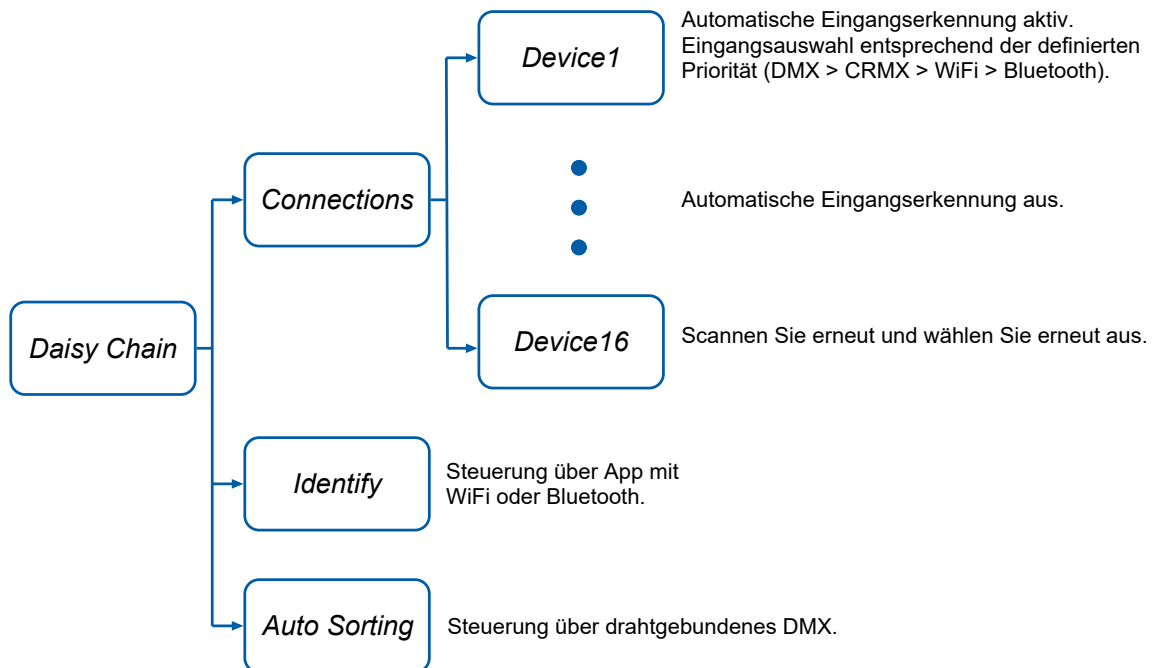 Device1
Automatische Eingangserkennung aktiv.
Eingangsauswahl entsprechend der definierten
Priorität (DMX > CRMX > WiFi > Bluetooth).
Connections
Automatische Eingangserkennung aus.
Daisy Chain
Device16
Scannen Sie erneut und wählen Sie erneut aus.
Identify
Steuerung über App mit
WiFi oder Bluetooth.
Auto Sorting
Steuerung über drahtgebundenes DMX.